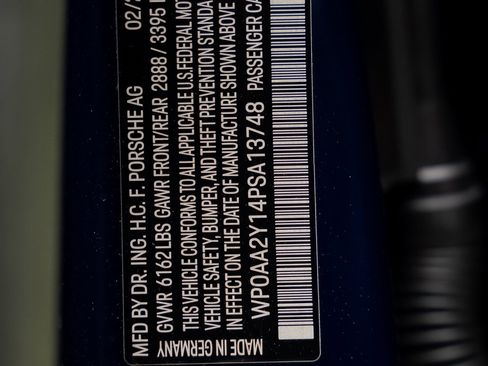 MFD BY DR. ING. H.C. F. PORSCHE AG 02/
GVWR 6162 LBS GAWR FRONT/REAR 2888 / 3395
THIS VEHICLE CONFORMS TO ALL APPLICABLE U.S. FEDERAL MOT
VEHICLE SAFETY, BUMPER, AND THEFT PREVENTION STANDA
IN EFFECT ON THE DATE OF MANUFACTURE SHOWN ABOVE
WP0AA2Y14PSA13748 PASSENGER CA
MADE IN GERMANY